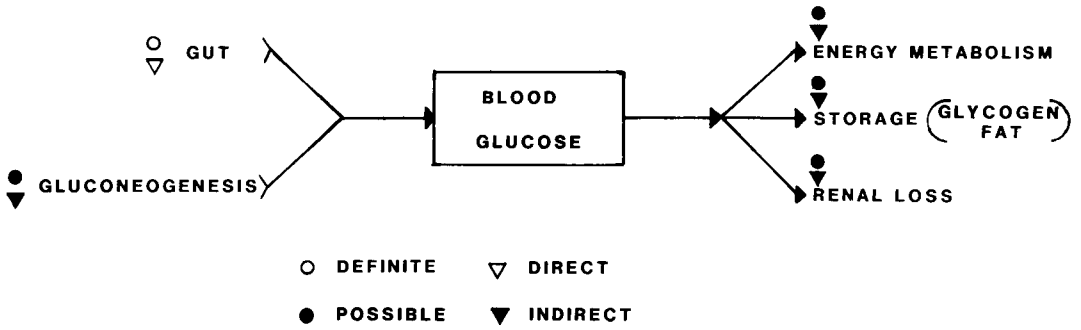 GUT
GLUCONEOGENESIS
BLOOD
GLUCOSE
ENERGY METABOLISM
STORAGE (GLYCOGEN
FAT)
RENAL LOSS
DEFINITE
DIRECT
POSSIBLE
INDIRECT